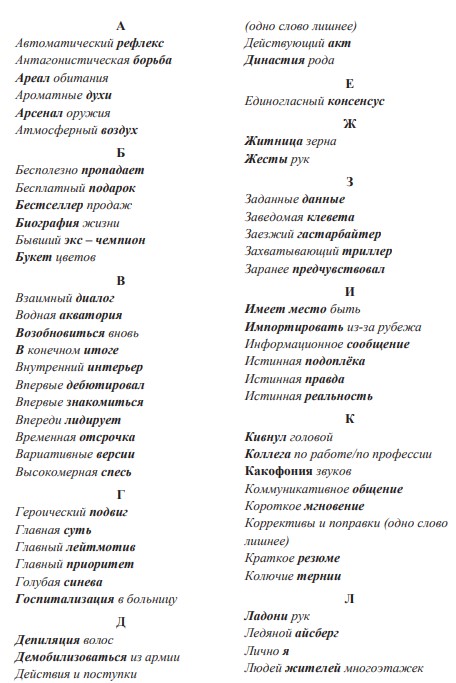 А
Автоматический рефлекс
Антагонистическая борьба
Ареал обитания
Ароматные духи
Арсенал оружия
Атмосферный воздух
Б
Бесполезно пропадает
Бесплатный подарок
Бестселлер продаж
Биография жизни
Бывший экс – чемпион
Букет цветов
В
Взаимный диалог
Водная акватория
Возобновиться вновь
В конечном итоге
Внутренний интерьер
Впервые дебютировал
Впервые знакомиться
Впереди лидирует
Временная отсрочка
Вариативные версии
Высокомерная спесь
Г
Героический подвиг
Главная суть
Главный лейтмотив
Главный приоритет
Голубая синева
Госпитализация в больницу
Д
Депиляция волос
Демобилизоваться из армии
Действия и поступки
(одно слово лишнее)
Действующий акт
Династия рода
Е
Единогласный консенсус
Ж
Житница зерна
Жесты рук
З
Заданные данные
Заведомая клевета
Заезжий гастарбайтер
Захватывающий триллер
Заранее предчувствовал
И
Имеет место быть
Импортировать из-за рубежа
Информационное сообщение
Истинная подоплёка
Истинная правда
Истинная реальность
К
Кивнул головой
Коллега по работе/по профессии
Какофония звуков
Коммуникативное общение
Короткое мгновение
Коррективы и поправки (одно слово
лишнее)
Краткое резюме
Колючие тернии
Л
Ладони рук
Ледяной айсберг
Лично я
Людей жителей многоэтажек